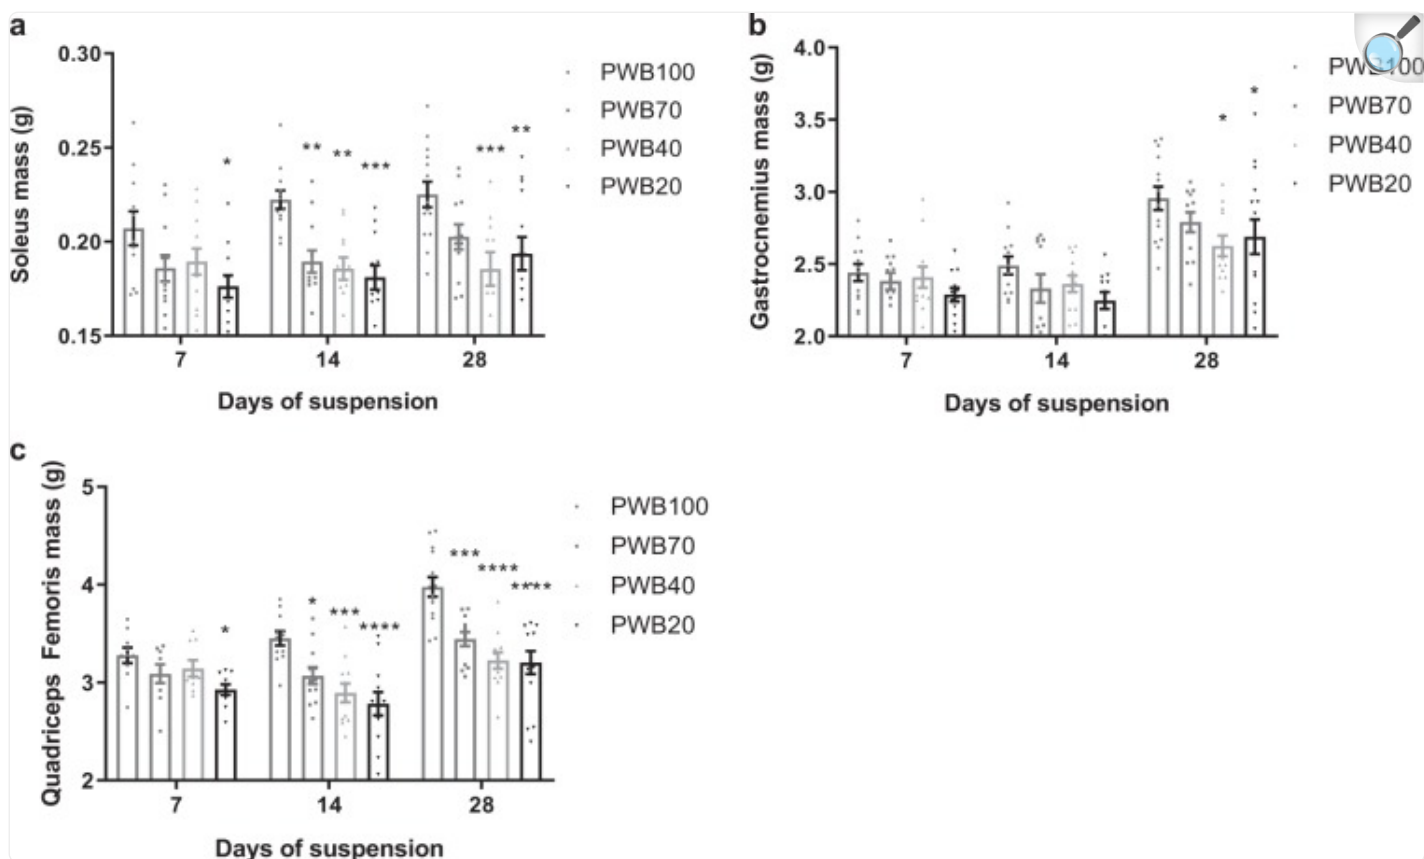 a
0.30
0.25
0.20
0.15
Soleus mass (g)
* ** ** *** *** **
7 14 28
Days of suspension
PWB100
PWB70
PWB40
PWB20
b
4.0
3.5
3.0
2.5
2.0
Gastrocnemius mass (g)
* *
7 14 28
Days of suspension
PWB100
PWB70
PWB40
PWB20
c
5
4
3
2
Quadriceps Femoris mass (g)
* * *** **** *** **** ****
7 14 28
Days of suspension
PWB100
PWB70
PWB40
PWB20